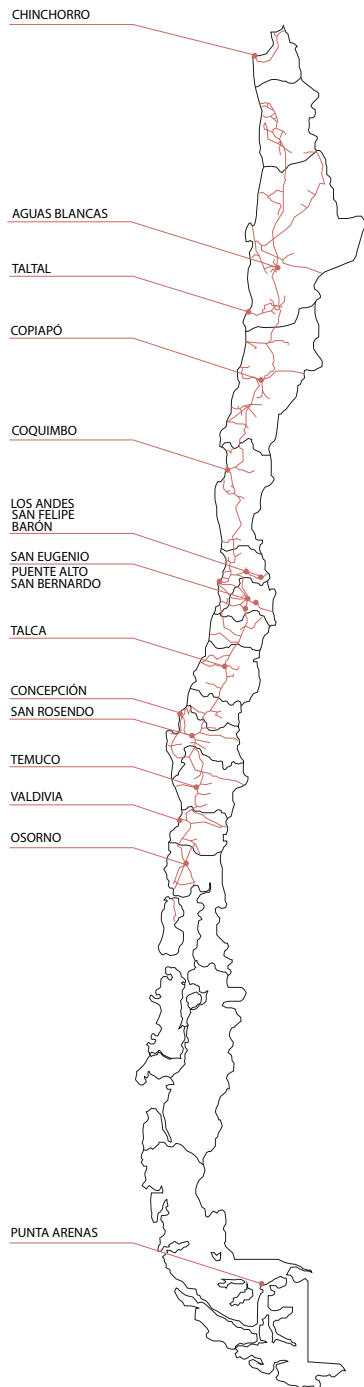 CHINCHORRO
AGUAS BLANCAS
TALTAL
COPIAPÓ
COQUIMBO
LOS ANDES
SAN FELIPE
BARÓN
SAN EUGENIO
PUENTE ALTO
SAN BERNARDO
TALCA
CONCEPCIÓN
SAN ROSENDO
TEMUCO
VALDIVIA
OSORNO
PUNTA ARENAS